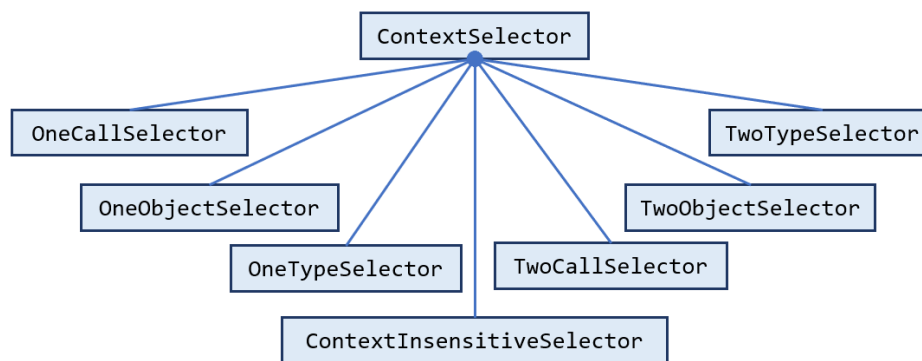 ContextSelector
OneCallSelector
TwoTypeSelector
OneObjectSelector
TwoObjectSelector
OneTypeSelector
TwoCallSelector
ContextInsensitiveSelector